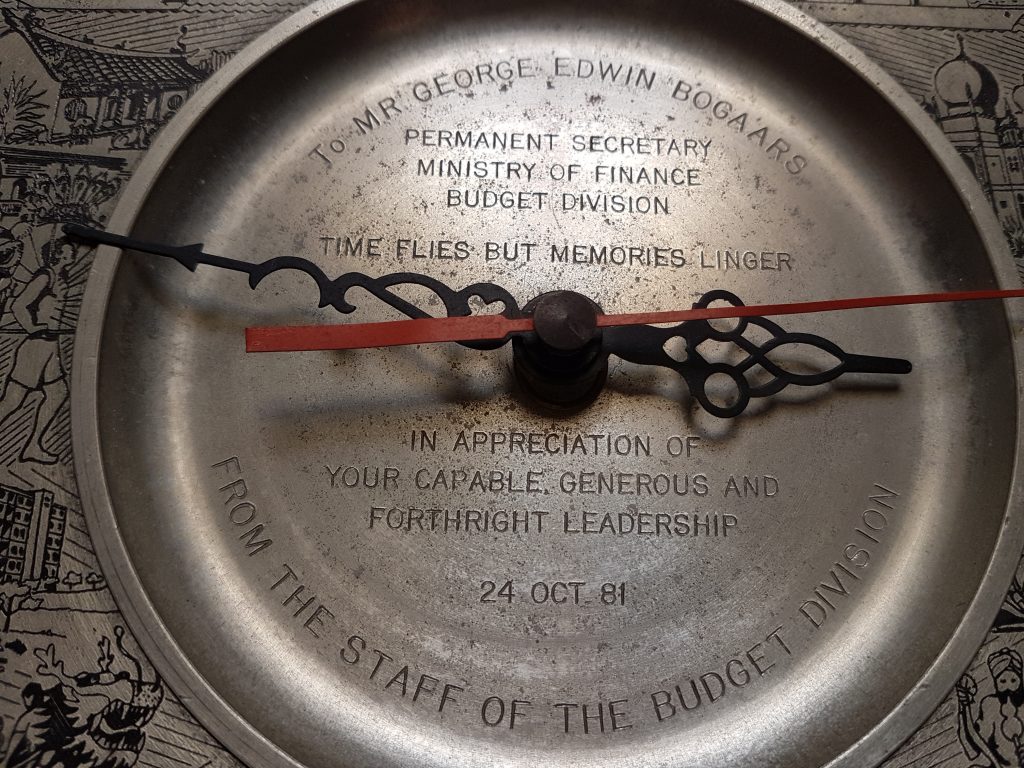 To MR GEORGE EDWIN BOGAARS
PERMANENT SECRETARY
MINISTRY OF FINANCE
BUDGET DIVISION
TIME FLIES BUT MEMORIES LINGER
IN APPRECIATION OF
YOUR CAPABLE, GENEROUS AND
FORTHRIGHT LEADERSHIP
24 OCT 81
FROM THE STAFF OF THE BUDGET DIVISION